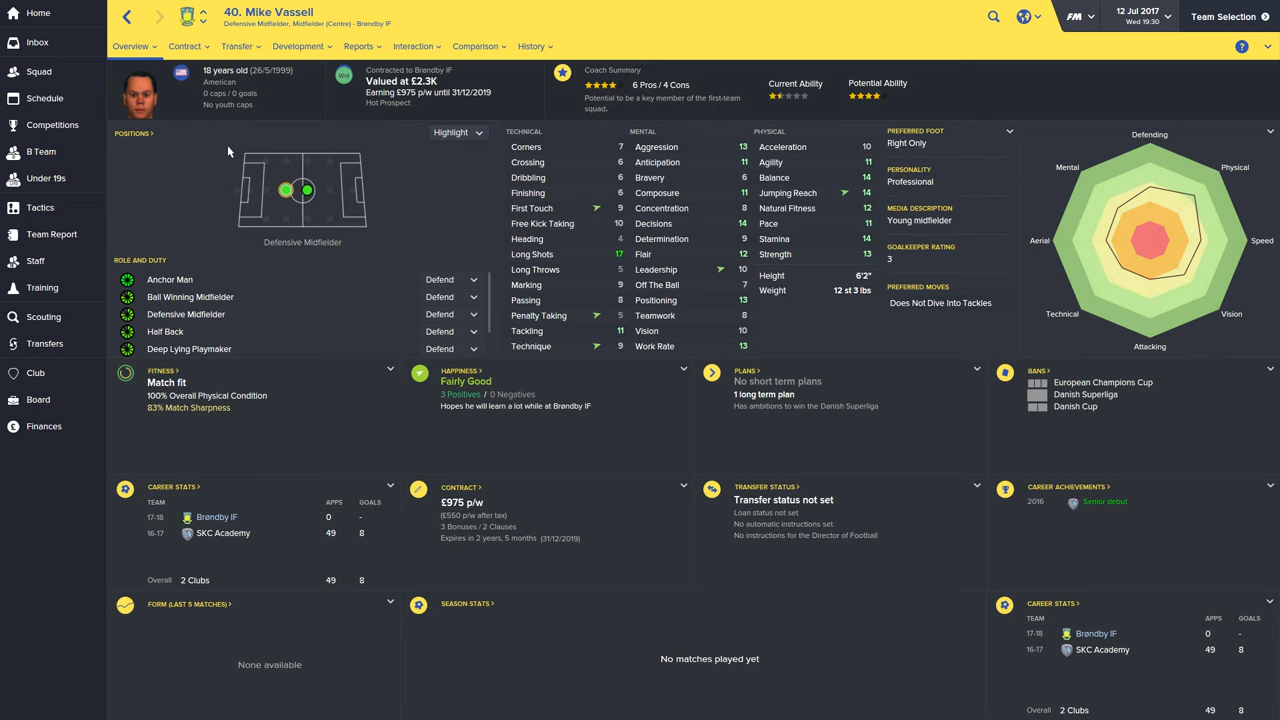 Home
Inbox
Squad
Schedule
Competitions
B Team
Under 19s
Tactics
Team Report
Staff
Training
Scouting
Transfers
Club
Board
Finances
40. Mike Vassell
Defensive Midfielder, Midfielder (Centre) - Brøndby IF
FM
12 Jul 2017
Wed 19:30
Team Selection
Overview Contract Transfer Development Reports Interaction Comparison History
?
18 years old (26/5/1999)
American
0 caps / 0 goals
No youth caps
Wnt
Contracted to Brøndby IF
Valued at £2.3K
Earning £975 p/w until 31/12/2019
Hot Prospect
Coach Summary
6 Pros / 4 Cons
Potential to be a key member of the first-team
squad.
Current Ability
Potential Ability
POSITIONS >
Highlight
Defensive Midfielder
ROLE AND DUTY
Anchor Man Defend
Ball Winning Midfielder Defend
Defensive Midfielder Defend
Half Back Defend
Deep Lying Playmaker Defend
TECHNICAL
Corners 7
Crossing 6
Dribbling 6
Finishing 6
First Touch 9
Free Kick Taking 10
Heading 4
Long Shots 17
Long Throws 5
Marking 9
Passing 8
Penalty Taking 5
Tackling 11
Technique 9
MENTAL
Aggression 13
Anticipation 11
Bravery 6
Composure 11
Concentration 8
Decisions 14
Determination 9
Flair 12
Leadership 10
Off The Ball 7
Positioning 13
Teamwork 8
Vision 10
Work Rate 13
PHYSICAL
Acceleration 10
Agility 11
Balance 14
Jumping Reach 14
Natural Fitness 12
Pace 11
Stamina 14
Strength 13
Height 6'2"
Weight 12 st 3 lbs
PREFERRED FOOT
Right Only
PERSONALITY
Professional
MEDIA DESCRIPTION
Young midfielder
GOALKEEPER RATING
3
PREFERRED MOVES
Does Not Dive Into Tackles
Defending
Mental
Physical
Aerial
Speed
Technical
Vision
Attacking
FITNESS >
Match fit
100% Overall Physical Condition
83% Match Sharpness
HAPPINESS >
Fairly Good
3 Positives / 0 Negatives
Hopes he will learn a lot while at Brøndby IF
PLANS >
No short term plans
1 long term plan
Has ambitions to win the Danish Superliga
BANS >
European Champions Cup
Danish Superliga
Danish Cup
CAREER STATS >
TEAM APPS GOALS
17-18 Brøndby IF 0 -
16-17 SKC Academy 49 8
Overall 2 Clubs 49 8
CONTRACT >
£975 p/w
(£550 p/w after tax)
3 Bonuses / 2 Clauses
Expires in 2 years, 5 months (31/12/2019)
TRANSFER STATUS >
Transfer status not set
Loan status not set
No automatic instructions set
No instructions for the Director of Football
CAREER ACHIEVEMENTS >
2016 Senior debut
FORM (LAST 5 MATCHES) >
None available
SEASON STATS >
No matches played yet
CAREER STATS >
TEAM APPS GOALS
17-18 Brøndby IF 0 -
16-17 SKC Academy 49 8
Overall 2 Clubs 49 8